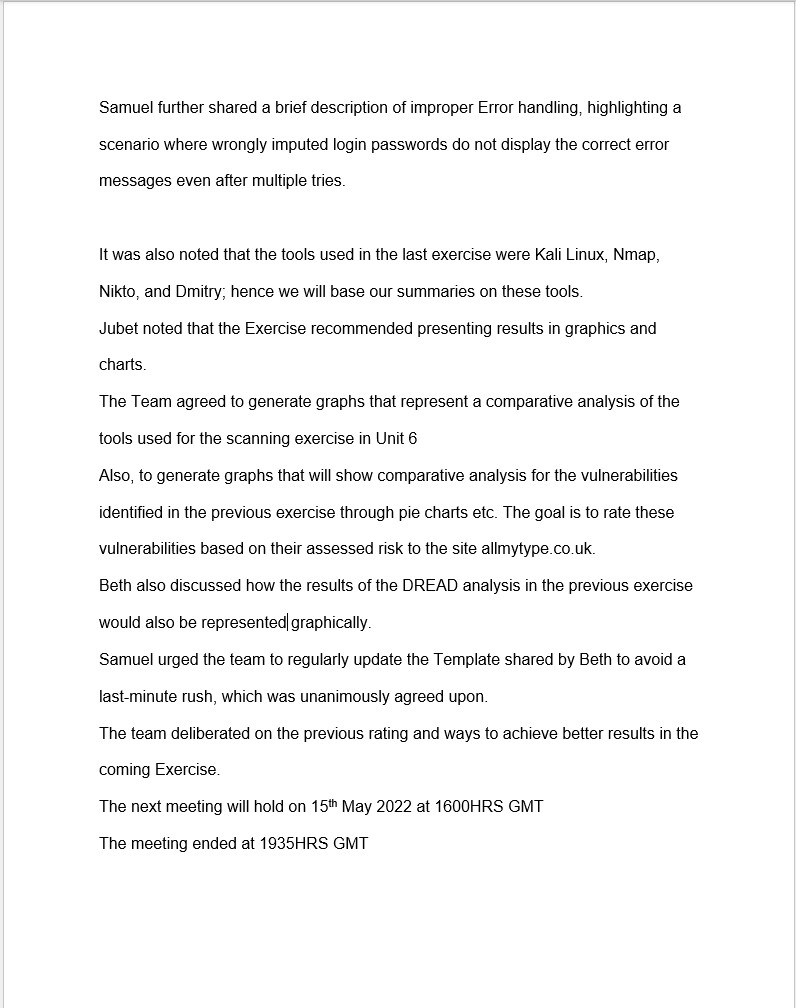 Samuel further shared a brief description of improper Error handling, highlighting a
scenario where wrongly imputed login passwords do not display the correct error
messages even after multiple tries.
It was also noted that the tools used in the last exercise were Kali Linux, Nmap,
Nikto, and Dmitry; hence we will base our summaries on these tools.
Jubet noted that the Exercise recommended presenting results in graphics and
charts.
The Team agreed to generate graphs that represent a comparative analysis of the
tools used for the scanning exercise in Unit 6
Also, to generate graphs that will show comparative analysis for the vulnerabilities
identified in the previous exercise through pie charts etc. The goal is to rate these
vulnerabilities based on their assessed risk to the site allmytype.co.uk.
Beth also discussed how the results of the DREAD analysis in the previous exercise
would also be represented graphically.
Samuel urged the team to regularly update the Template shared by Beth to avoid a
last-minute rush, which was unanimously agreed upon.
The team deliberated on the previous rating and ways to achieve better results in the
coming Exercise.
The next meeting will hold on 15th May 2022 at 1600HRS GMT
The meeting ended at 1935HRS GMT